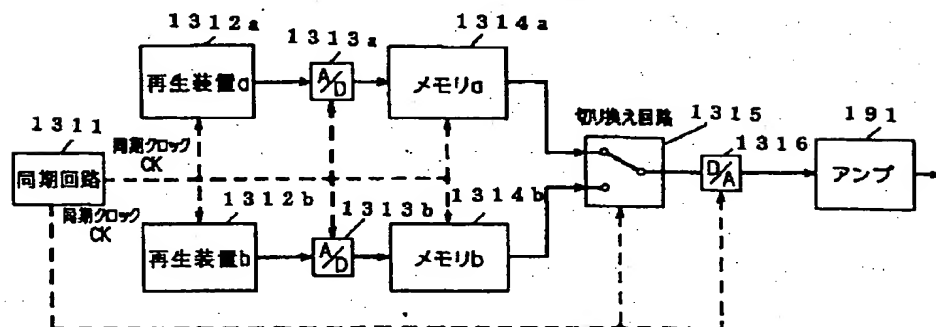 1312a
1313a
1314a
再生装置a
A/D
メモリa
切り換え回路
1315
1311
同期クロック
CK
1316
191
同期回路
D/A
アンプ
同期クロック
CK
1312b
1313b
1314b
再生装置b
A/D
メモリb